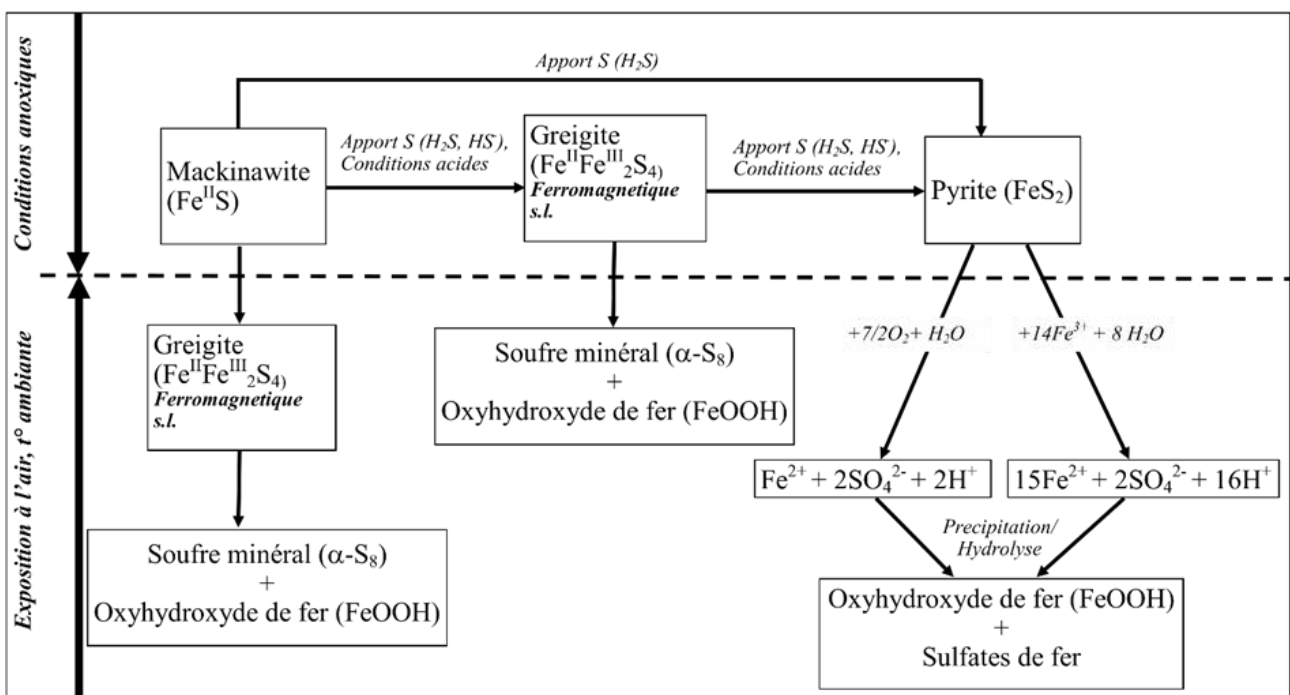 Conditions anoxiques
Apport S (H₂S)
Mackinawite
(FeᴵᴵS)
Apport S (H₂S, HS⁻),
Conditions acides
Greigite
(FeᴵᴵFeᴵᴵᴵ₂S₄)
Ferromagnetique
s.l.
Apport S (H₂S, HS⁻),
Conditions acides
Pyrite (FeS₂)
Exposition à l'air, t° ambiante
Greigite
(FeᴵᴵFeᴵᴵᴵ₂S₄)
Ferromagnetique
s.l.
Soufre minéral (α-S₈)
+
Oxyhydroxyde de fer (FeOOH)
Soufre minéral (α-S₈)
+
Oxyhydroxyde de fer (FeOOH)
+7/2O₂+ H₂O
+14Fe³⁺ + 8 H₂O
Fe²⁺ + 2SO₄²⁻ + 2H⁺
15Fe²⁺ + 2SO₄²⁻ + 16H⁺
Precipitation/
Hydrolyse
Oxyhydroxyde de fer (FeOOH)
+
Sulfates de fer